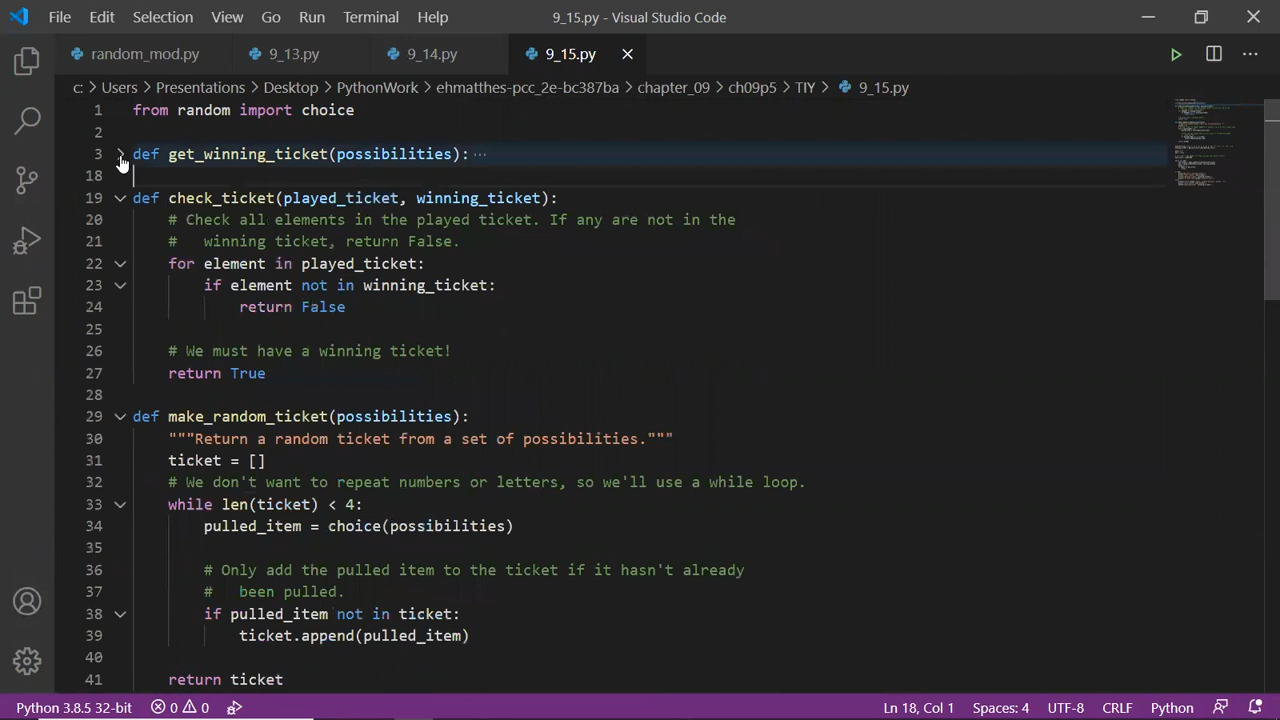 File Edit Selection View Go Run Terminal Help 9_15.py - Visual Studio Code
random_mod.py 9_13.py 9_14.py 9_15.py
c: > Users > Presentations > Desktop > PythonWork > ehmatthes-pcc_2e-bc387ba > chapter_09 > ch09p5 > TIY > 9_15.py
1 from random import choice
2
3 def get_winning_ticket(possibilities): ···
18
19 def check_ticket(played_ticket, winning_ticket):
20 # Check all elements in the played ticket. If any are not in the
21 #   winning ticket, return False.
22 for element in played_ticket:
23 if element not in winning_ticket:
24 return False
25
26 # We must have a winning ticket!
27 return True
28
29 def make_random_ticket(possibilities):
30 """Return a random ticket from a set of possibilities."""
31 ticket = []
32 # We don't want to repeat numbers or letters, so we'll use a while loop.
33 while len(ticket) < 4:
34 pulled_item = choice(possibilities)
35
36 # Only add the pulled item to the ticket if it hasn't already
37 #   been pulled.
38 if pulled_item not in ticket:
39 ticket.append(pulled_item)
40
41 return ticket
Python 3.8.5 32-bit 0 0 Ln 18, Col 1 Spaces: 4 UTF-8 CRLF Python